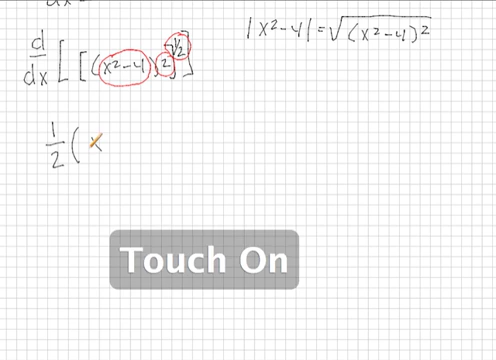 |x²-4| = √(x²-4)²
d/dx [[(x²-4)²]^1/2]
1/2 ( x
Touch On